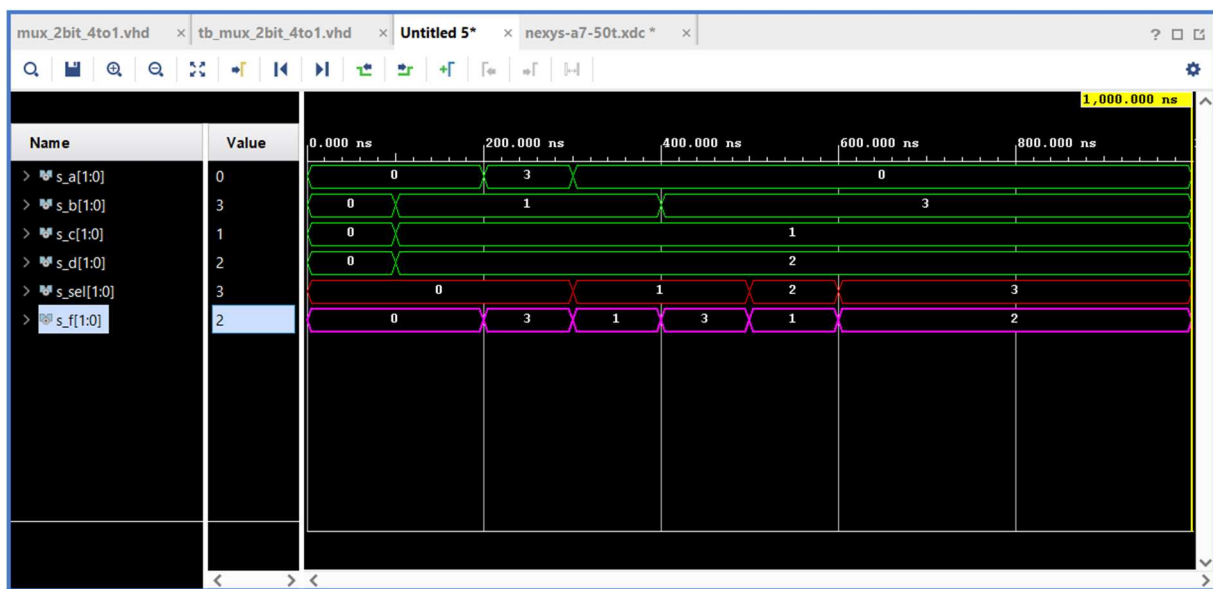 mux_2bit_4to1.vhd × tb_mux_2bit_4to1.vhd × Untitled 5* × nexys-a7-50t.xdc * × ?
1,000.000 ns
Name Value 0.000 ns 200.000 ns 400.000 ns 600.000 ns 800.000 ns
s_a[1:0] 0 0 3 0
s_b[1:0] 3 0 1 3
s_c[1:0] 1 0 1
s_d[1:0] 2 0 2
s_sel[1:0] 3 0 1 2 3
s_f[1:0] 2 0 3 1 3 1 2